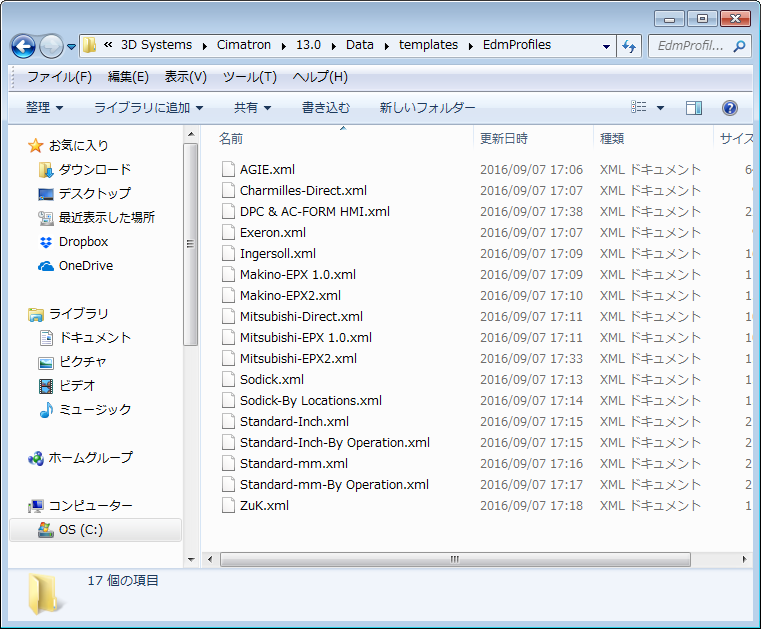 « 3D Systems ▸ Cimatron ▸ 13.0 ▸ Data ▸ templates ▸ EdmProfiles
EdmProfil...
ファイル(F) 編集(E) 表示(V) ツール(T) ヘルプ(H)
整理 ライブラリに追加 共有 書き込む 新しいフォルダー
お気に入り
ダウンロード
デスクトップ
最近表示した場所
Dropbox
OneDrive
ライブラリ
ドキュメント
ピクチャ
ビデオ
ミュージック
ホームグループ
コンピューター
OS (C:)
名前 更新日時 種類 サイズ
AGIE.xml 2016/09/07 17:06 XML ドキュメント
Charmilles-Direct.xml 2016/09/07 17:07 XML ドキュメント
DPC & AC-FORM HMI.xml 2016/09/07 17:38 XML ドキュメント
Exeron.xml 2016/09/07 17:07 XML ドキュメント
Ingersoll.xml 2016/09/07 17:09 XML ドキュメント
Makino-EPX 1.0.xml 2016/09/07 17:09 XML ドキュメント
Makino-EPX2.xml 2016/09/07 17:10 XML ドキュメント
Mitsubishi-Direct.xml 2016/09/07 17:11 XML ドキュメント
Mitsubishi-EPX 1.0.xml 2016/09/07 17:11 XML ドキュメント
Mitsubishi-EPX2.xml 2016/09/07 17:33 XML ドキュメント
Sodick.xml 2016/09/07 17:13 XML ドキュメント
Sodick-By Locations.xml 2016/09/07 17:14 XML ドキュメント
Standard-Inch.xml 2016/09/07 17:15 XML ドキュメント
Standard-Inch-By Operation.xml 2016/09/07 17:15 XML ドキュメント
Standard-mm.xml 2016/09/07 17:16 XML ドキュメント
Standard-mm-By Operation.xml 2016/09/07 17:17 XML ドキュメント
ZuK.xml 2016/09/07 17:18 XML ドキュメント
17 個の項目